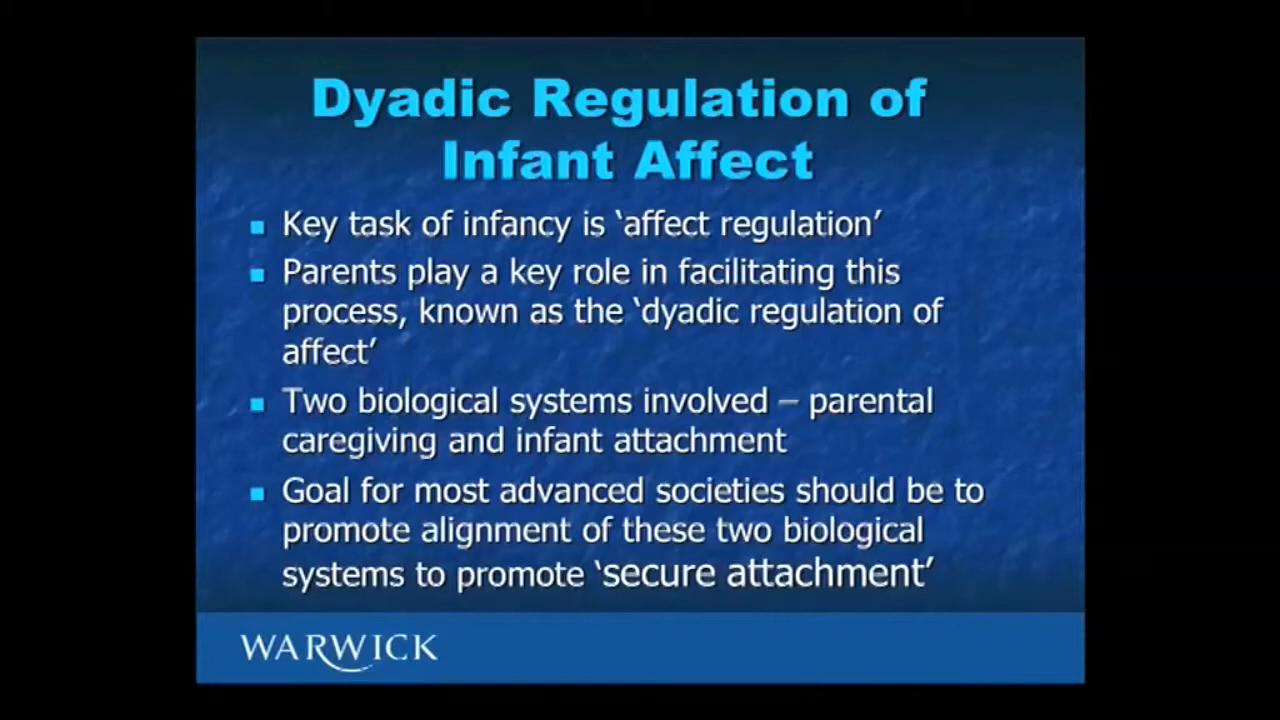 Dyadic Regulation of
Infant Affect
Key task of infancy is ‘affect regulation’
Parents play a key role in facilitating this
process, known as the ‘dyadic regulation of
affect’
Two biological systems involved – parental
caregiving and infant attachment
Goal for most advanced societies should be to
promote alignment of these two biological
systems to promote ‘secure attachment’
WARWICK